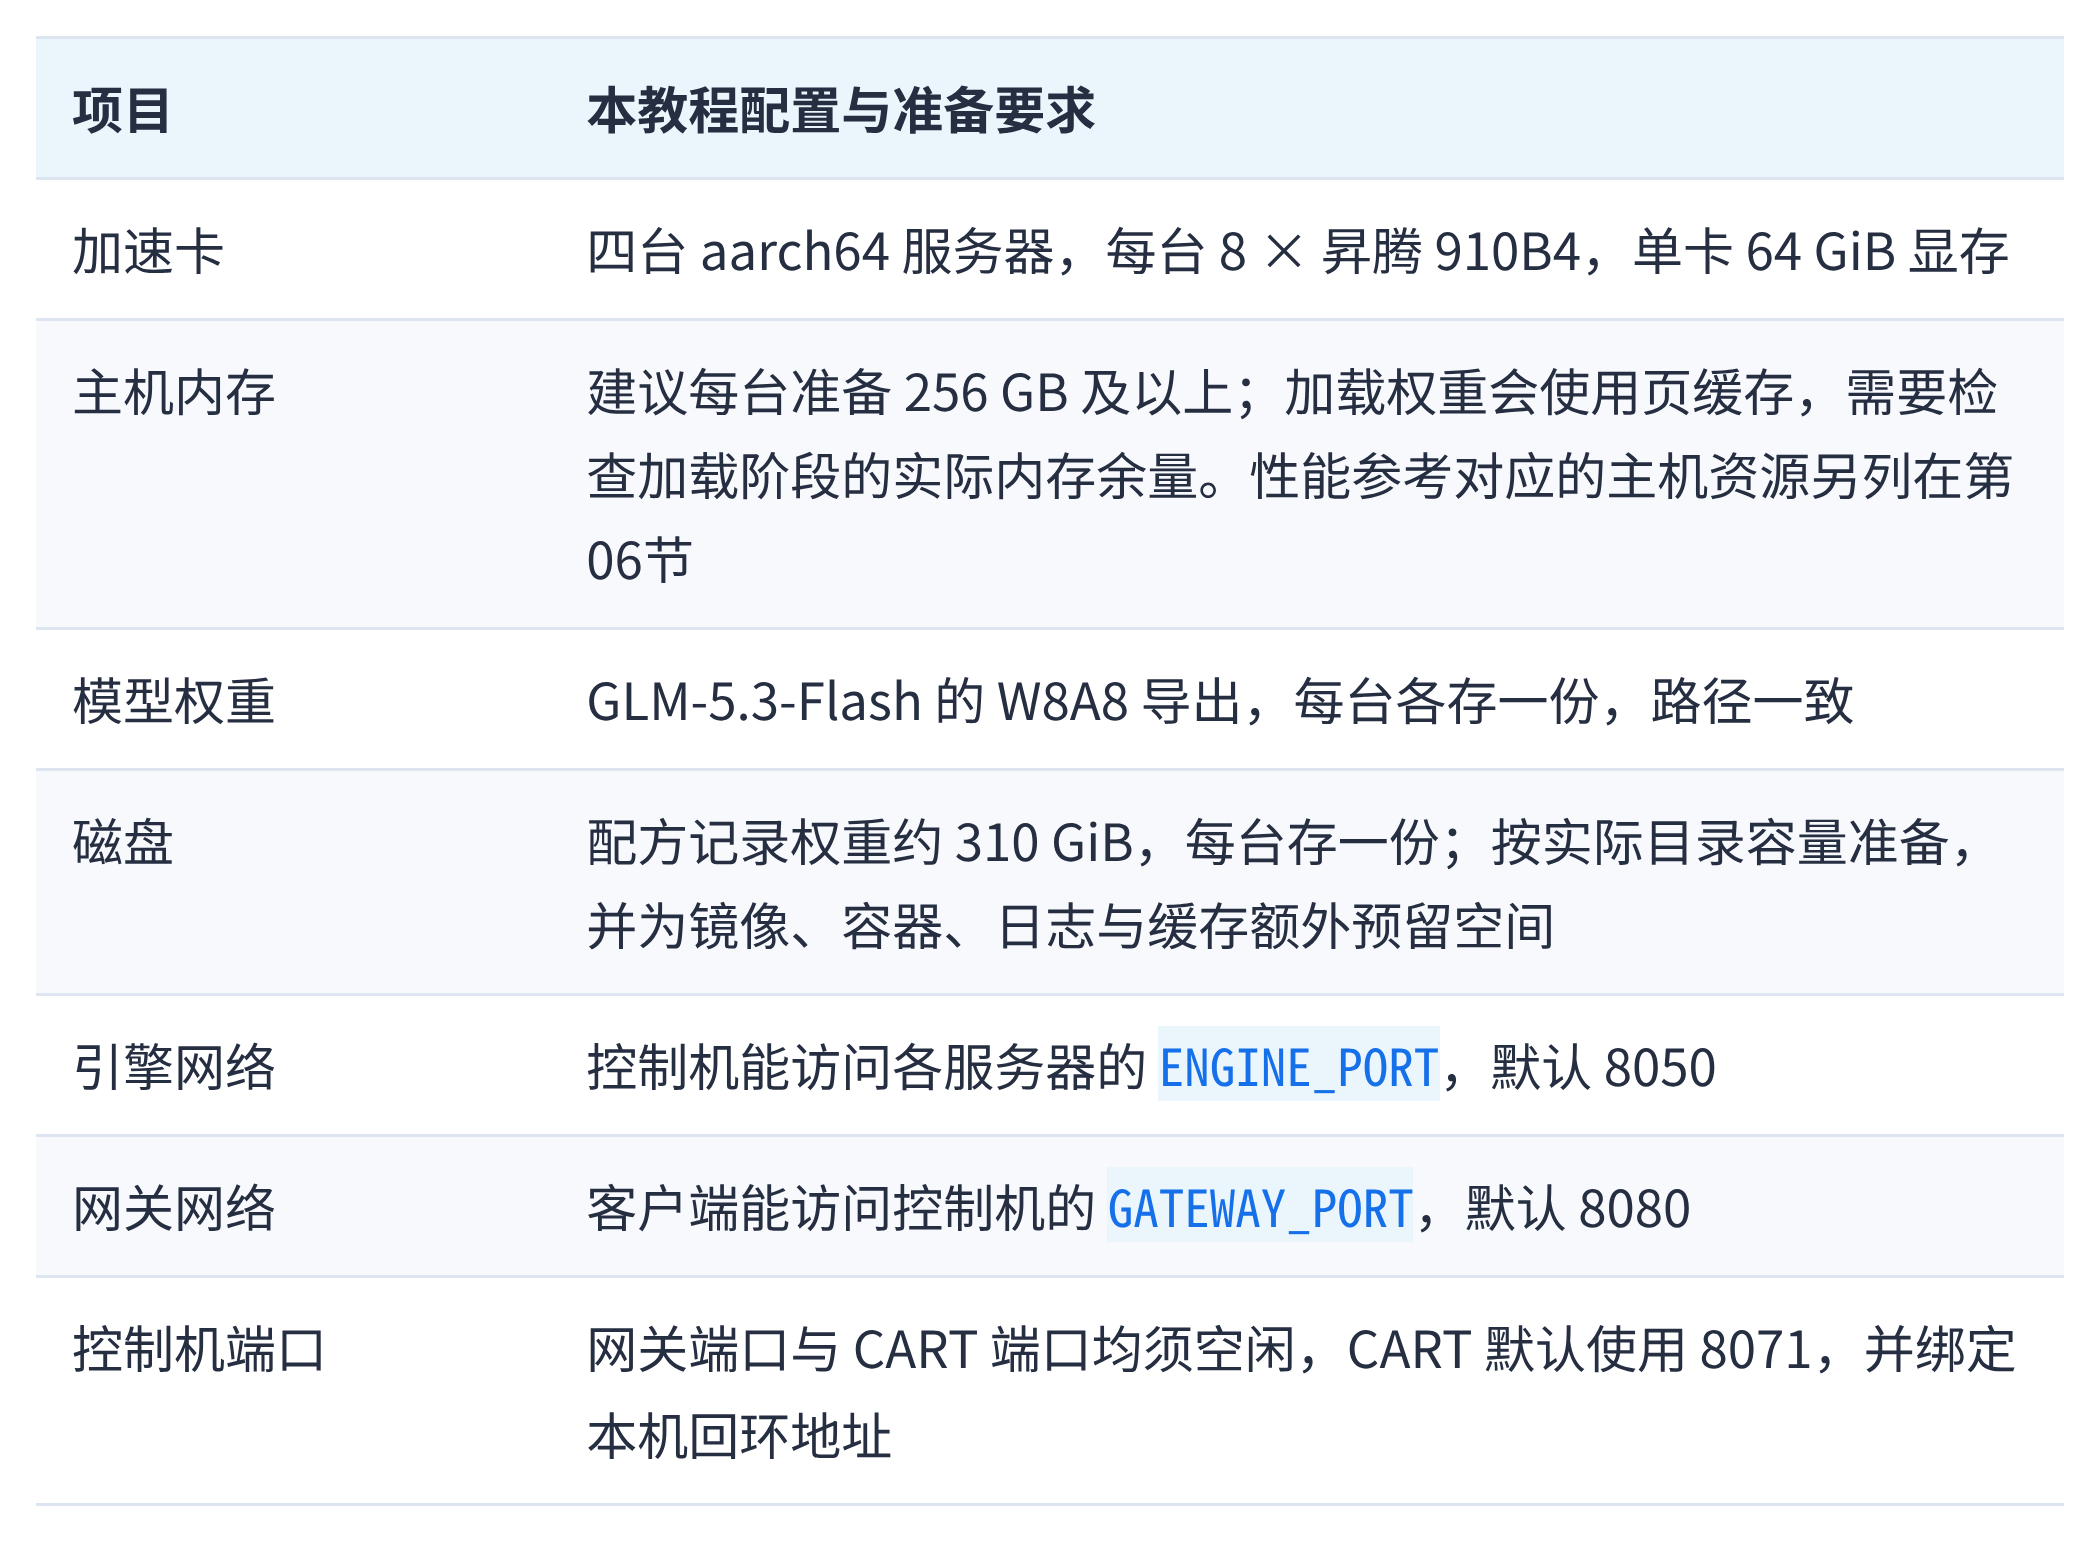 项目
本教程配置与准备要求
加速卡
四台 aarch64 服务器，每台 8 × 昇腾 910B4，单卡 64 GiB 显存
主机内存
建议每台准备 256 GB 及以上；加载权重会使用页缓存，需要检
查加载阶段的实际内存余量。性能参考对应的主机资源另列在第
06节
模型权重
GLM-5.3-Flash 的 W8A8 导出，每台各存一份，路径一致
磁盘
配方记录权重约 310 GiB，每台存一份；按实际目录容量准备，
并为镜像、容器、日志与缓存额外预留空间
引擎网络
控制机能访问各服务器的 ENGINE_PORT，默认 8050
网关网络
客户端能访问控制机的 GATEWAY_PORT，默认 8080
控制机端口
网关端口与 CART 端口均须空闲，CART 默认使用 8071，并绑定
本机回环地址